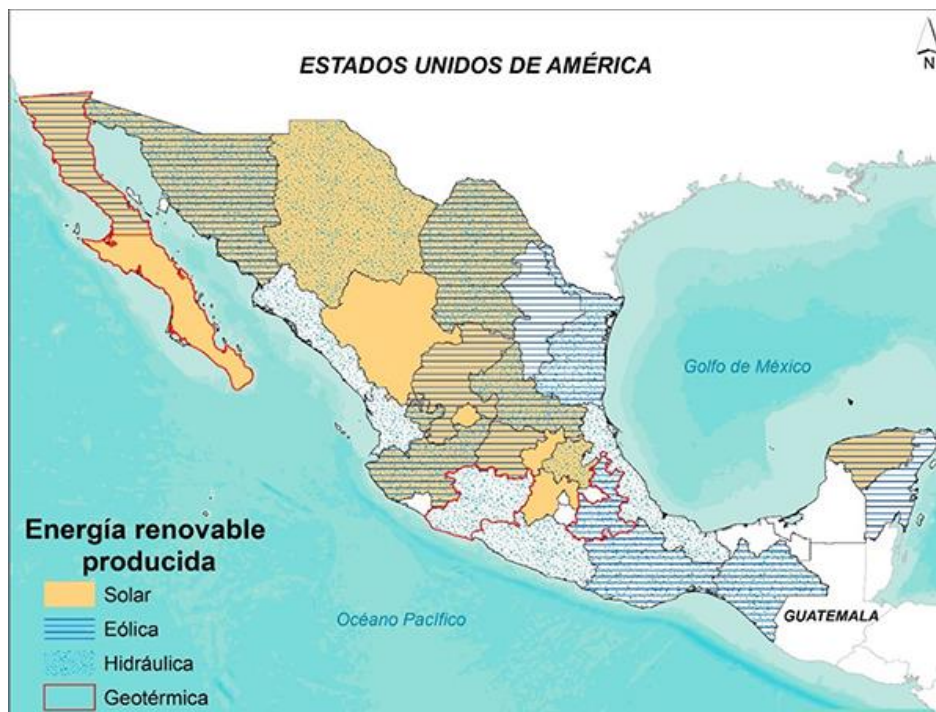 ESTADOS UNIDOS DE AMÉRICA
N
Golfo de México
Energía renovable
producida
Solar
Eólica
Hidráulica
Geotérmica
Océano Pacífico
GUATEMALA